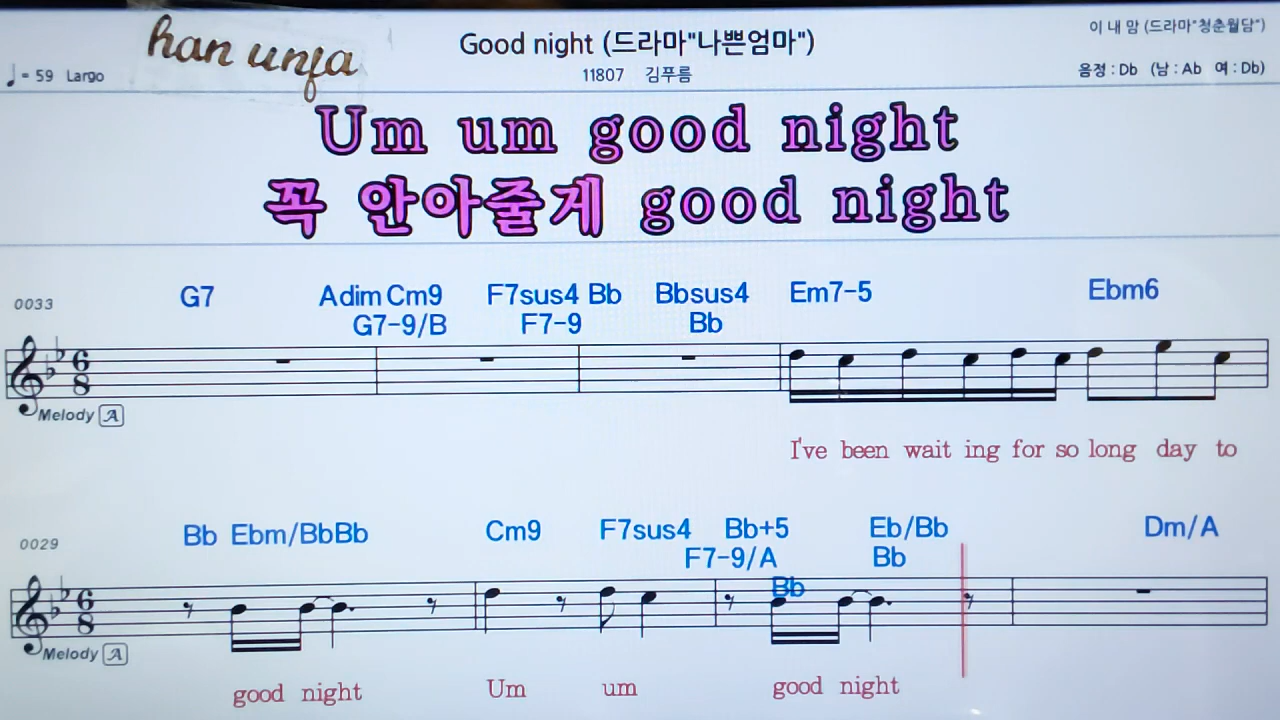 han unja
Good night (드라마"나쁜엄마")
이 내 맘 (드라마"청춘월담")
♩= 59 Largo
11807 김푸름
음정 : Db (남 : Ab 여 : Db)
Um um good night
꼭 안아줄게 good night
0033
G7 Adim Cm9 F7sus4 Bb Bbsus4 Em7-5 Ebm6
G7-9/B F7-9 Bb
6 8
Melody A
I've been wait ing for so long day to
0029
Bb Ebm/Bb Bb Cm9 F7sus4 Bb+5 Eb/Bb Dm/A
F7-9/A Bb
Bb
6 8
Melody A
good night Um um good night